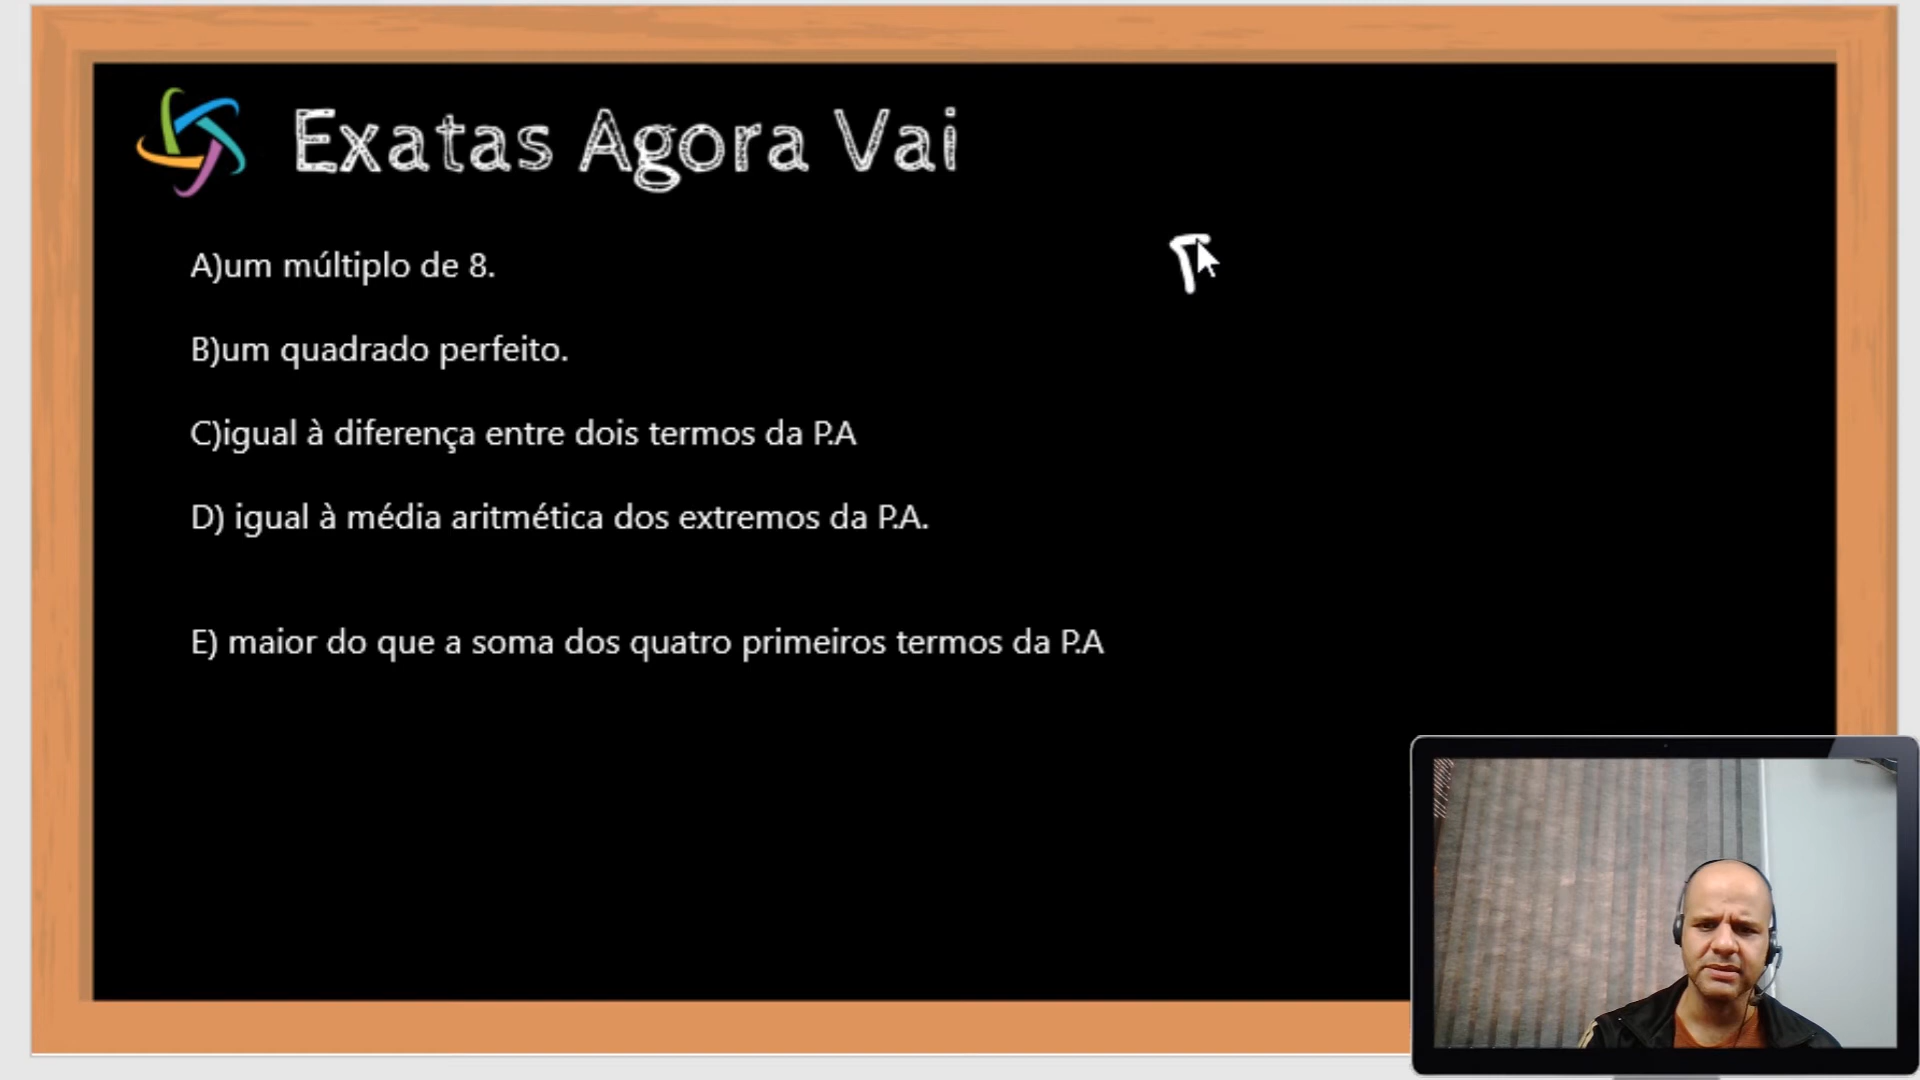 Exatas Agora Vai
A)um múltiplo de 8.
B)um quadrado perfeito.
C)igual à diferença entre dois termos da P.A
D) igual à média aritmética dos extremos da P.A.
E) maior do que a soma dos quatro primeiros termos da P.A